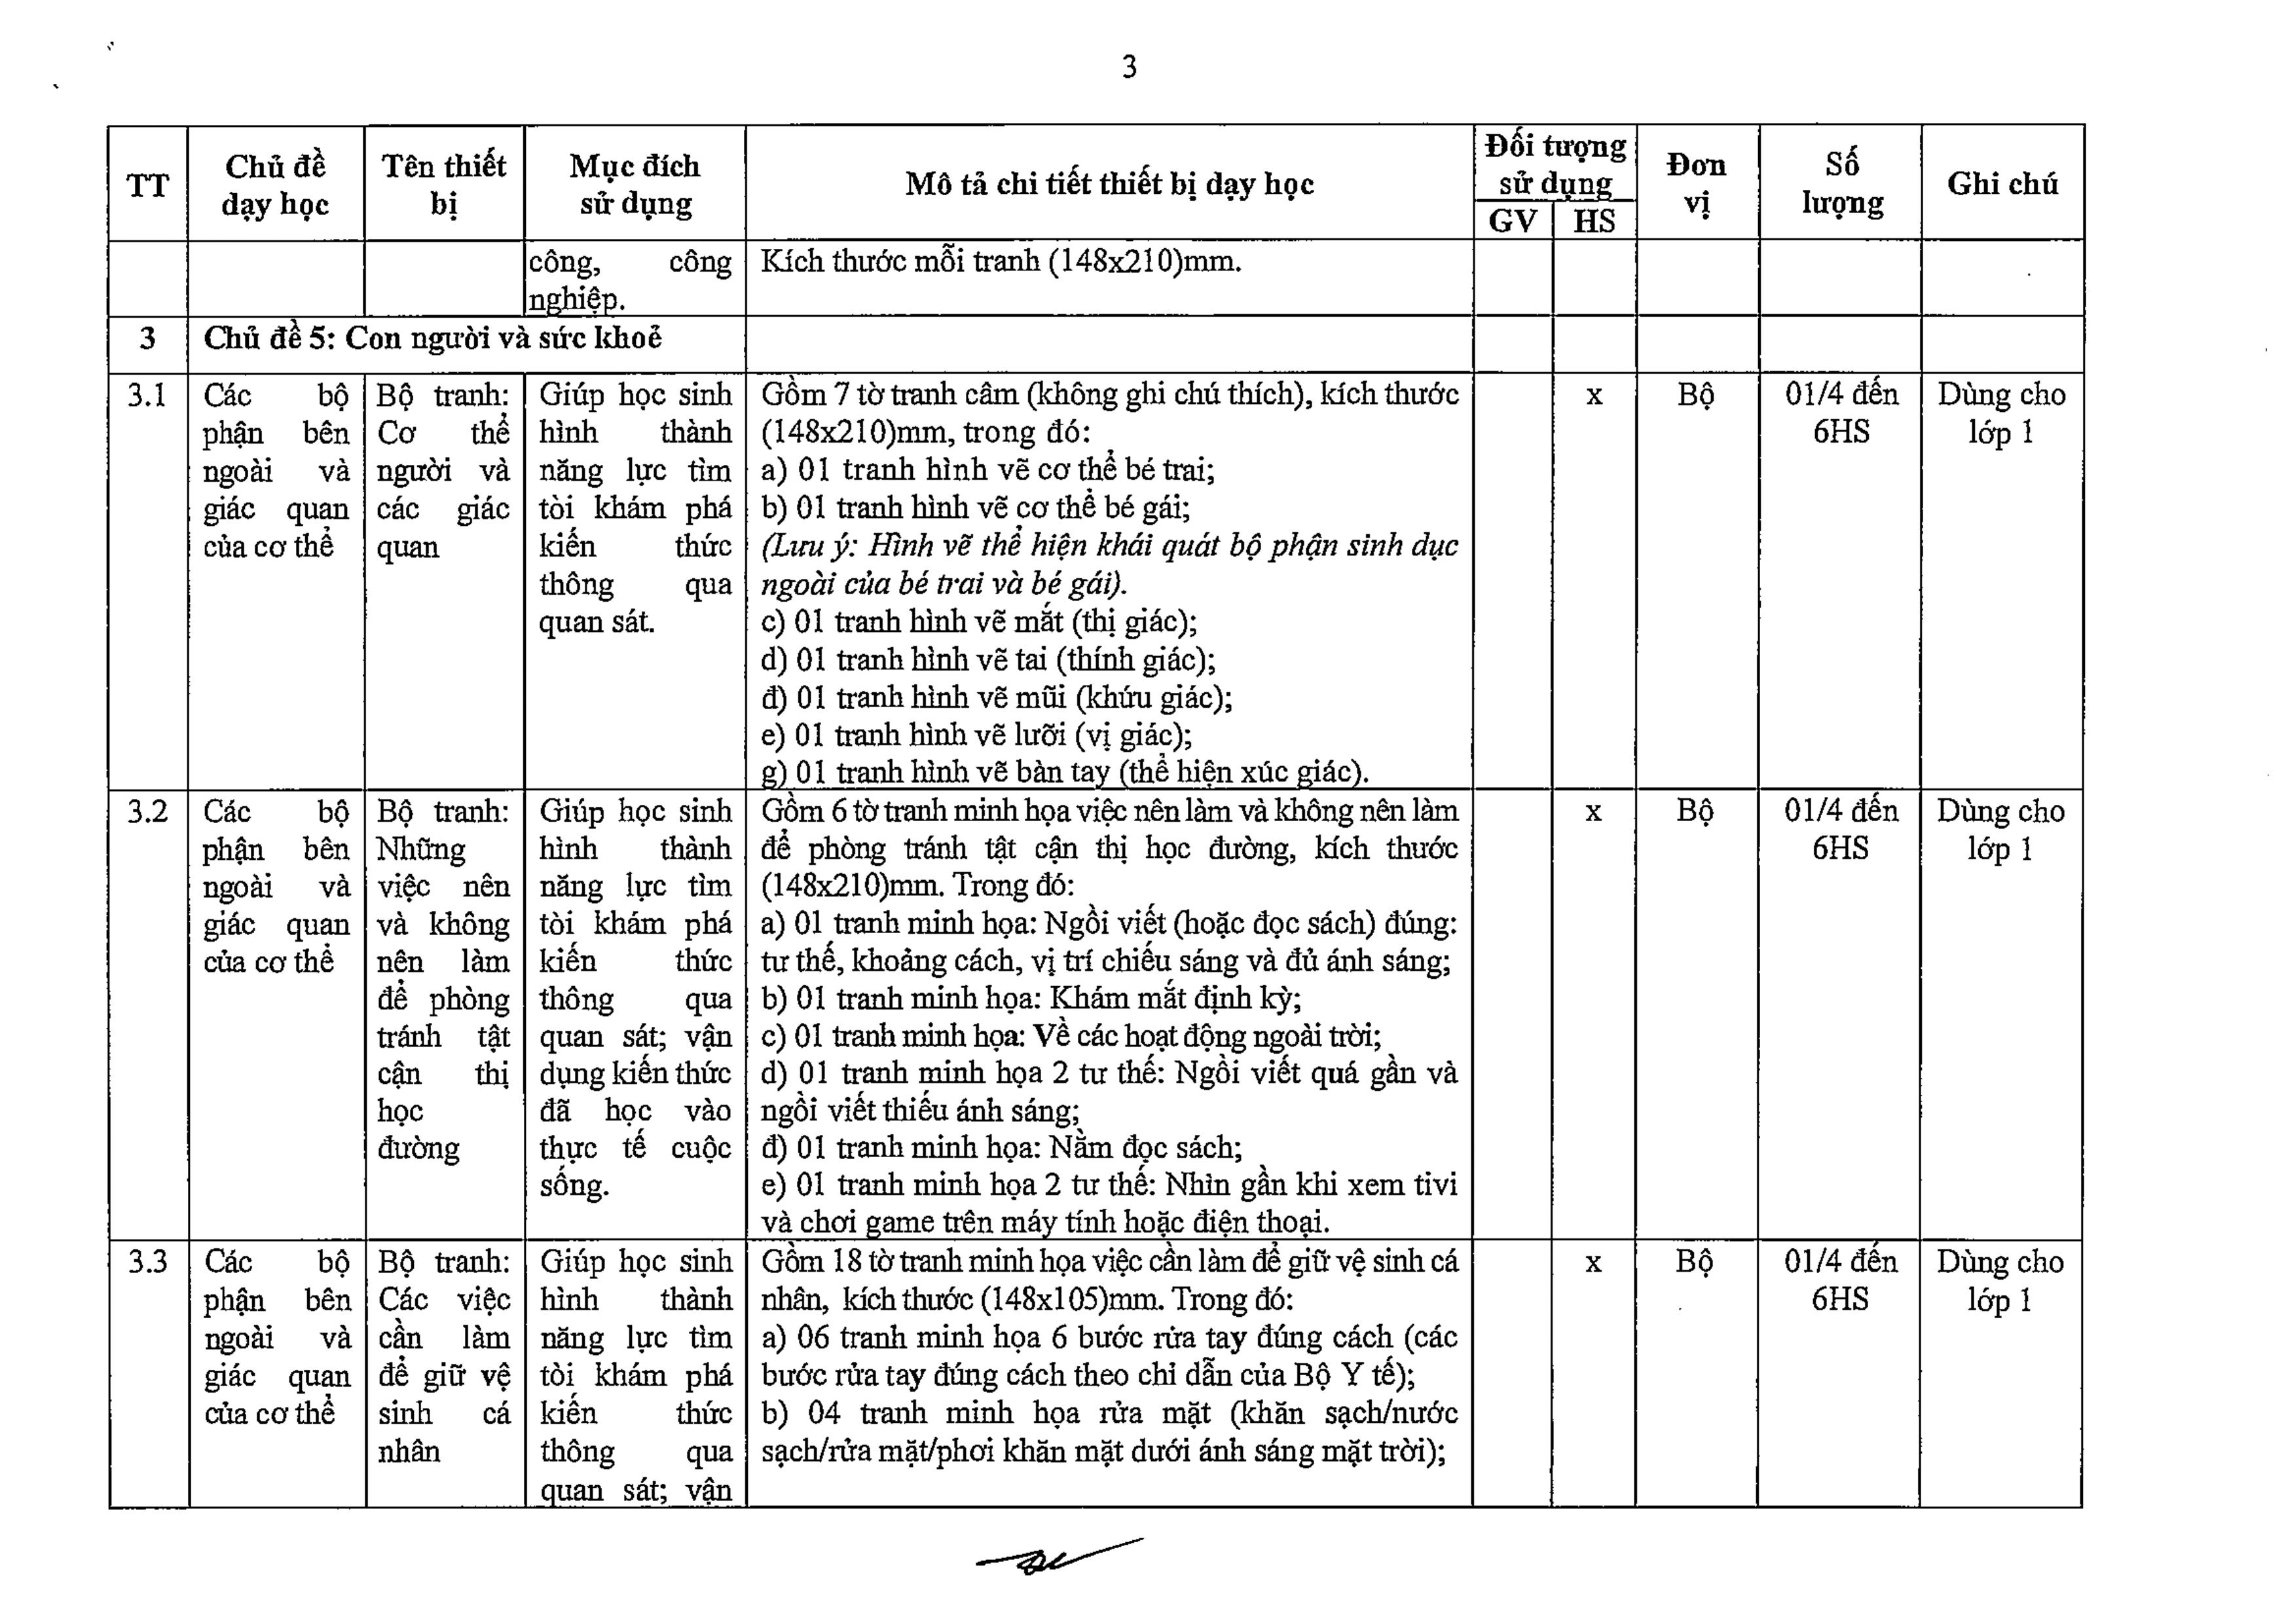 3
TT
Chủ đề
dạy học
Tên thiết
bị
Mục đích
sử dụng
Mô tả chi tiết thiết bị dạy học
Đối tượng
sử dụng
GV
HS
Đơn
vị
Số
lượng
Ghi chú
công, công
nghiệp.
Kích thước mỗi tranh (148x210)mm.
3
Chủ đề 5: Con người và sức khoẻ
3.1
Các bộ
phận bên
ngoài và
giác quan
của cơ thể
Bộ tranh:
Cơ thể
người và
các giác
quan
Giúp học sinh
hình thành
năng lực tìm
tòi khám phá
kiến thức
thông qua
quan sát.
Gồm 7 tờ tranh câm (không ghi chú thích), kích thước
(148x210)mm, trong đó:
a) 01 tranh hình vẽ cơ thể bé trai;
b) 01 tranh hình vẽ cơ thể bé gái;
(Lưu ý: Hình vẽ thể hiện khái quát bộ phận sinh dục
ngoài của bé trai và bé gái).
c) 01 tranh hình vẽ mắt (thị giác);
d) 01 tranh hình vẽ tai (thính giác);
đ) 01 tranh hình vẽ mũi (khứu giác);
e) 01 tranh hình vẽ lưỡi (vị giác);
g) 01 tranh hình vẽ bàn tay (thể hiện xúc giác).
x
Bộ
01/4 đến
6HS
Dùng cho
lớp 1
3.2
Các bộ
phận bên
ngoài và
giác quan
của cơ thể
Bộ tranh:
Những
việc nên
và không
nên làm
để phòng
tránh tật
cận thị
học
đường
Giúp học sinh
hình thành
năng lực tìm
tòi khám phá
kiến thức
thông qua
quan sát; vận
dụng kiến thức
đã học vào
thực tế cuộc
sống.
Gồm 6 tờ tranh minh họa việc nên làm và không nên làm
để phòng tránh tật cận thị học đường, kích thước
(148x210)mm. Trong đó:
a) 01 tranh minh họa: Ngồi viết (hoặc đọc sách) đúng:
tư thế, khoảng cách, vị trí chiếu sáng và đủ ánh sáng;
b) 01 tranh minh họa: Khám mắt định kỳ;
c) 01 tranh minh họa: Về các hoạt động ngoài trời;
d) 01 tranh minh họa 2 tư thế: Ngồi viết quá gần và
ngồi viết thiếu ánh sáng;
đ) 01 tranh minh họa: Nằm đọc sách;
e) 01 tranh minh họa 2 tư thế: Nhìn gần khi xem tivi
và chơi game trên máy tính hoặc điện thoại.
x
Bộ
01/4 đến
6HS
Dùng cho
lớp 1
3.3
Các bộ
phận bên
ngoài và
giác quan
của cơ thể
Bộ tranh:
Các việc
cần làm
để giữ vệ
sinh cá
nhân
Giúp học sinh
hình thành
năng lực tìm
tòi khám phá
kiến thức
thông qua
quan sát; vận
Gồm 18 tờ tranh minh họa việc cần làm để giữ vệ sinh cá
nhân, kích thước (148x105)mm. Trong đó:
a) 06 tranh minh họa 6 bước rửa tay đúng cách (các
bước rửa tay đúng cách theo chỉ dẫn của Bộ Y tế);
b) 04 tranh minh họa rửa mặt (khăn sạch/nước
sạch/rửa mặt/phơi khăn mặt dưới ánh sáng mặt trời);
x
Bộ
01/4 đến
6HS
Dùng cho
lớp 1